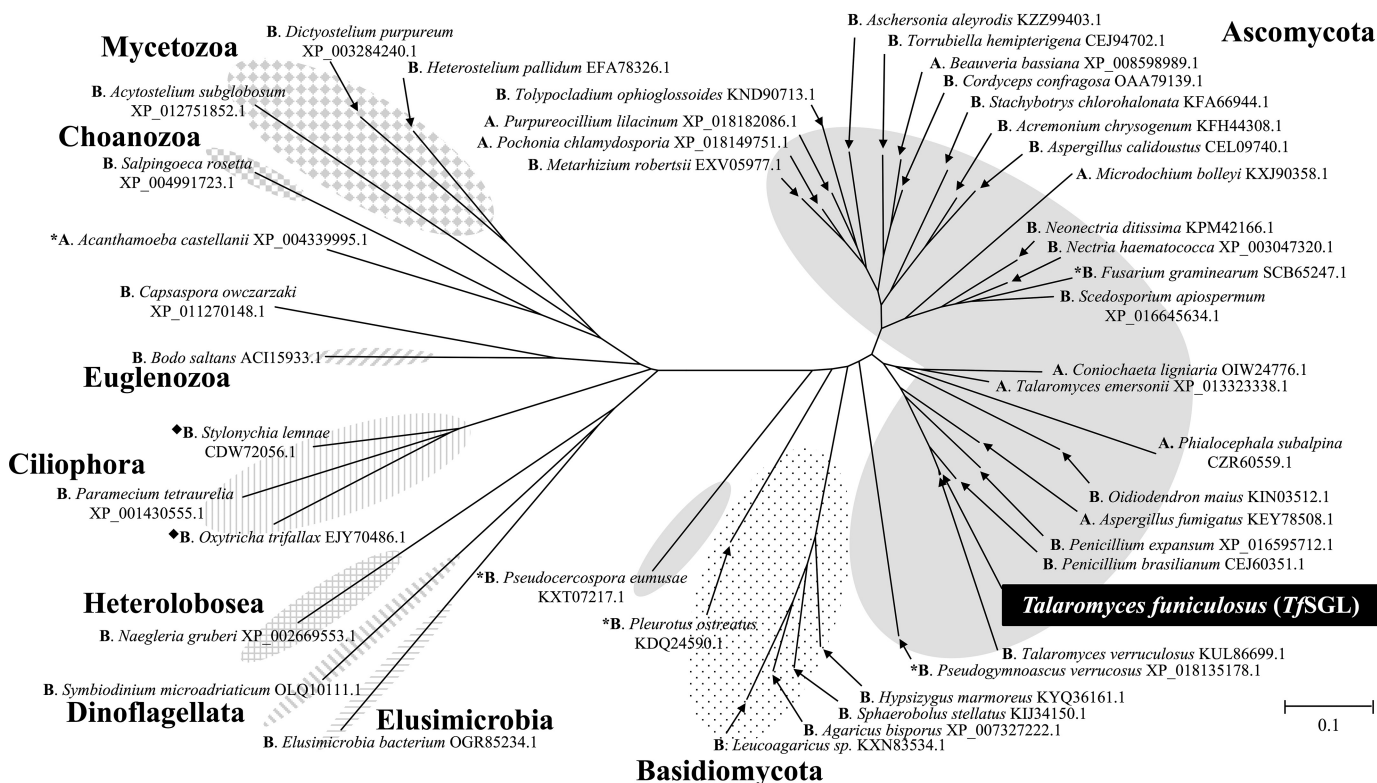 Mycetozoa
B. Dictyostelium purpureum
XP_003284240.1
B. Heterostelium pallidum EFA78326.1
B. Acytostelium subglobosum
XP_012751852.1
Choanozoa
B. Salpingoeca rosetta
XP_004991723.1
*A. Acanthamoeba castellanii XP_004339995.1
B. Capsaspora owczarzaki
XP_011270148.1
B. Bodo saltans ACI15933.1
Euglenozoa
◆B. Stylonychia lemnae
CDW72056.1
Ciliophora
B. Paramecium tetraurelia
XP_001430555.1
◆B. Oxytricha trifallax EJY70486.1
Heterolobosea
B. Naegleria gruberi XP_002669553.1
B. Symbiodinium microadriaticum OLQ10111.1
Dinoflagellata
Elusimicrobia
B. Elusimicrobia bacterium OGR85234.1
Ascomycota
B. Aschersonia aleyrodis KZZ99403.1
B. Torrubiella hemipterigena CEJ94702.1
A. Beauveria bassiana XP_008598989.1
B. Cordyceps confragosa OAA79139.1
B. Tolypocladium ophioglossoides KND90713.1
B. Stachybotrys chlorohalonata KFA66944.1
A. Purpureocillium lilacinum XP_018182086.1
B. Acremonium chrysogenum KFH44308.1
A. Pochonia chlamydosporia XP_018149751.1
B. Aspergillus calidoustus CEL09740.1
B. Metarhizium robertsii EXV05977.1
A. Microdochium bolleyi KXJ90358.1
B. Neonectria ditissima KPM42166.1
B. Nectria haematococca XP_003047320.1
*B. Fusarium graminearum SCB65247.1
B. Scedosporium apiospermum
XP_016645634.1
A. Coniochaeta ligniaria OIW24776.1
A. Talaromyces emersonii XP_013323338.1
A. Phialocephala subalpina
CZR60559.1
B. Oidiodendron maius KIN03512.1
A. Aspergillus fumigatus KEY78508.1
B. Penicillium expansum XP_016595712.1
B. Penicillium brasilianum CEJ60351.1
Talaromyces funiculosus (TfSGL)
B. Talaromyces verruculosus KUL86699.1
*B. Pseudogymnoascus verrucosus XP_018135178.1
*B. Pseudocercospora eumusae
KXT07217.1
*B. Pleurotus ostreatus
KDQ24590.1
B. Hypsizygus marmoreus KYQ36161.1
B. Sphaerobolus stellatus KIJ34150.1
B. Agaricus bisporus XP_007327222.1
B: Leucoagaricus sp. KXN83534.1
Basidiomycota
0.1